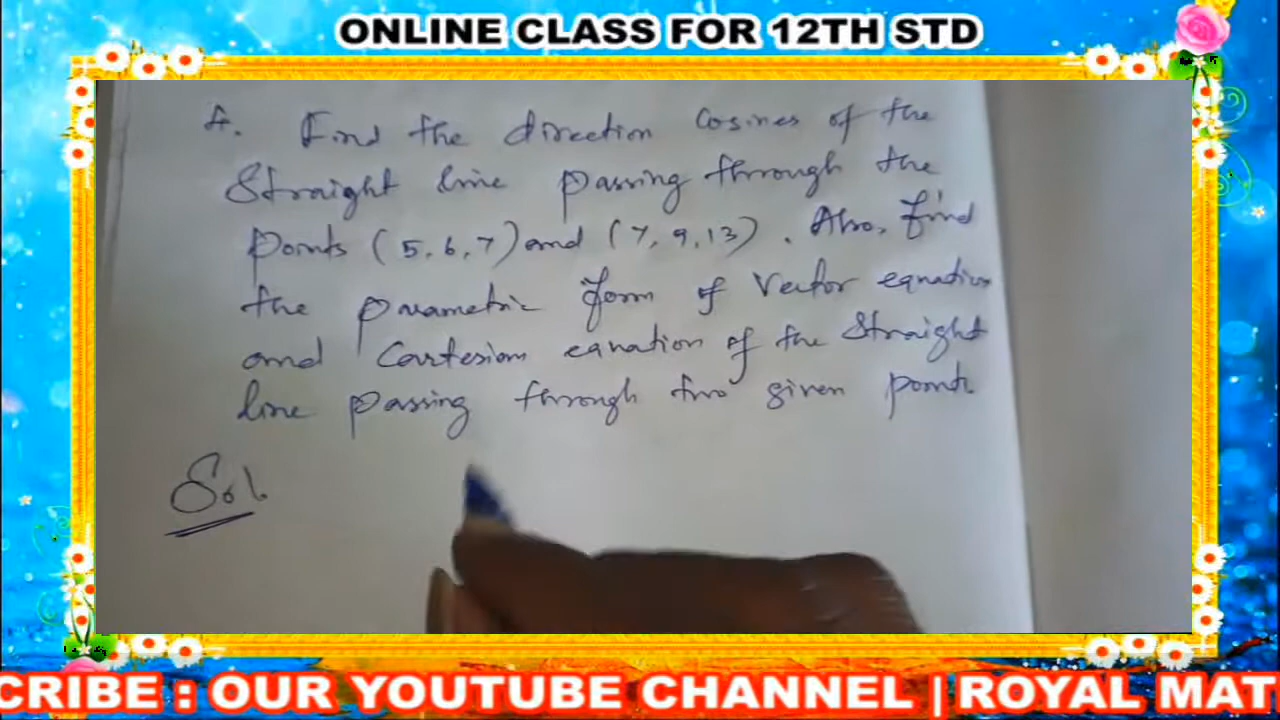 ONLINE CLASS FOR 12TH STD
4. Find the direction cosines of the
Straight line passing through the
points (5, 6, 7) and (7, 9, 13). Also, find
the parametric form of vector equation
and Cartesian equation of the straight
line passing through two given points
Sol.
CRIBE : OUR YOUTUBE CHANNEL | ROYAL MAT